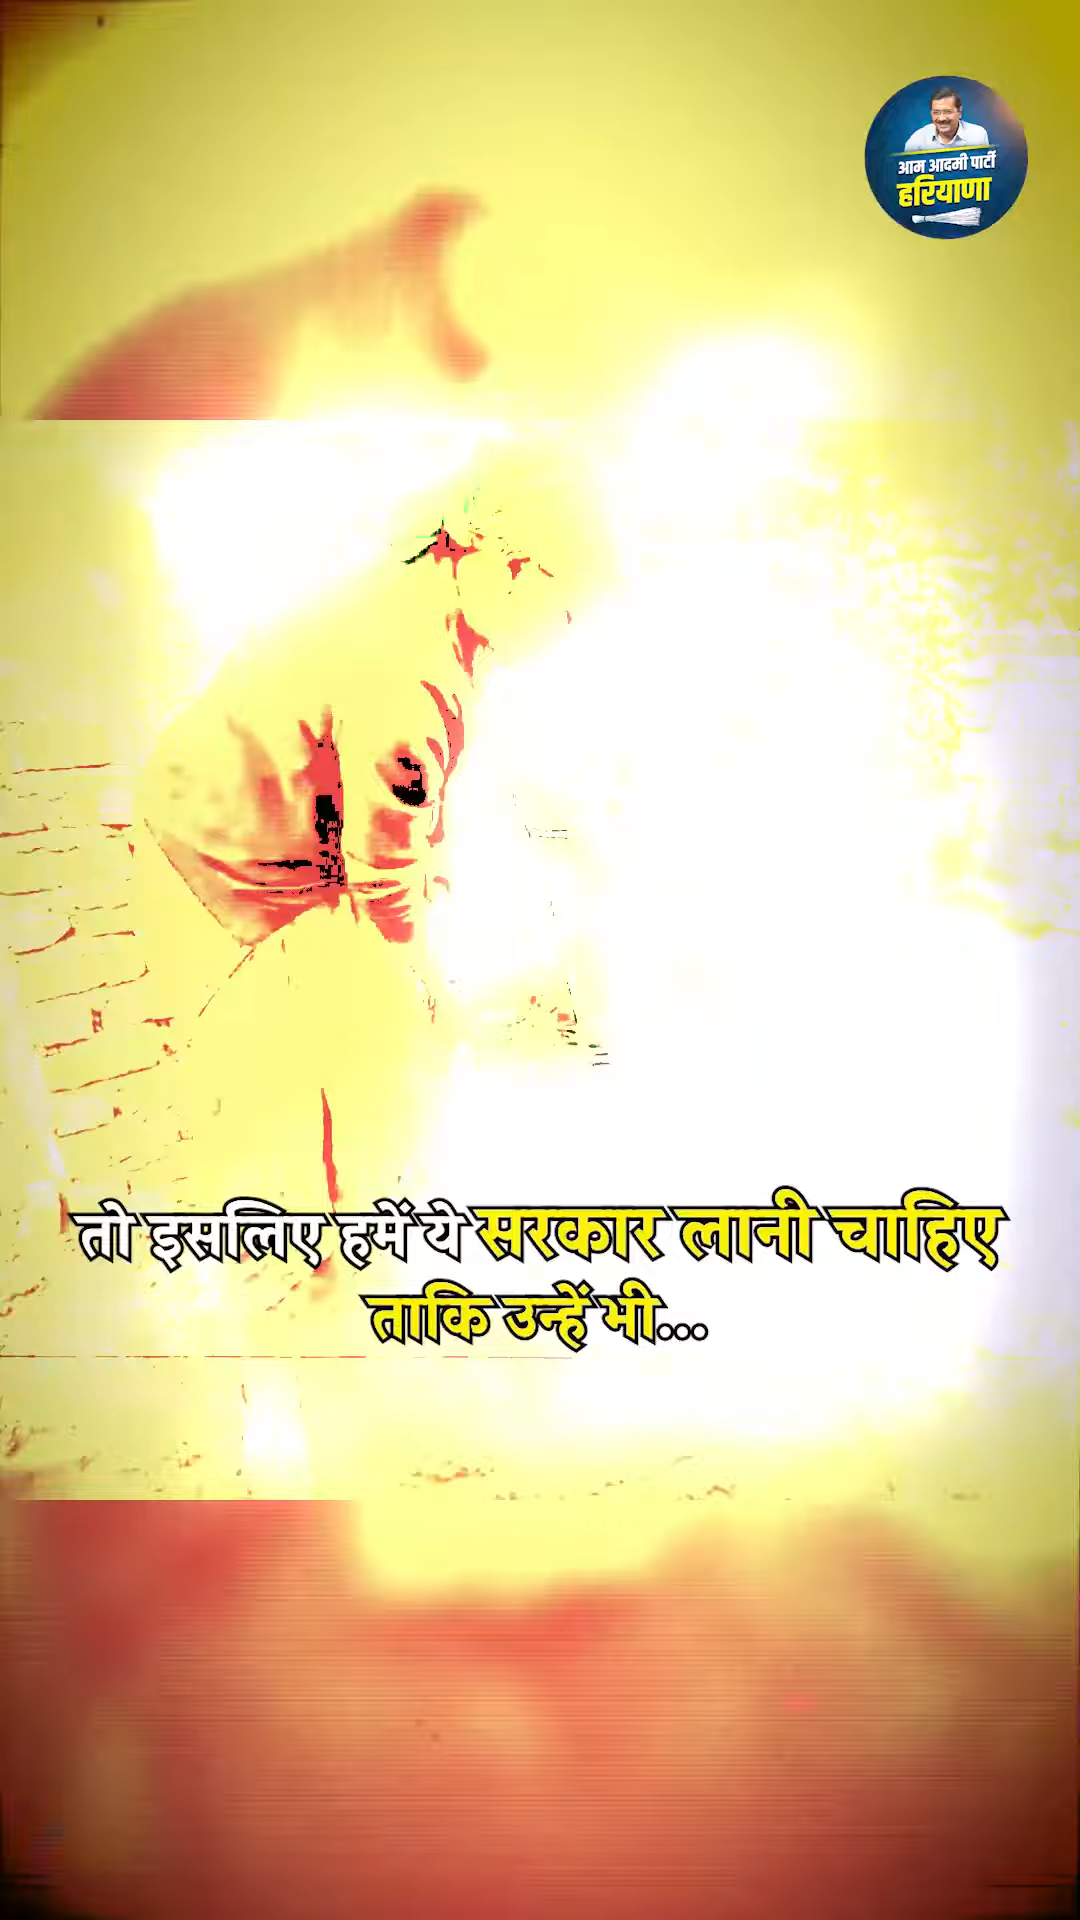 आम आदमी पार्टी
हरियाणा
तो इसलिए हमें ये सरकार लानी चाहिए
ताकि उन्हें भी...